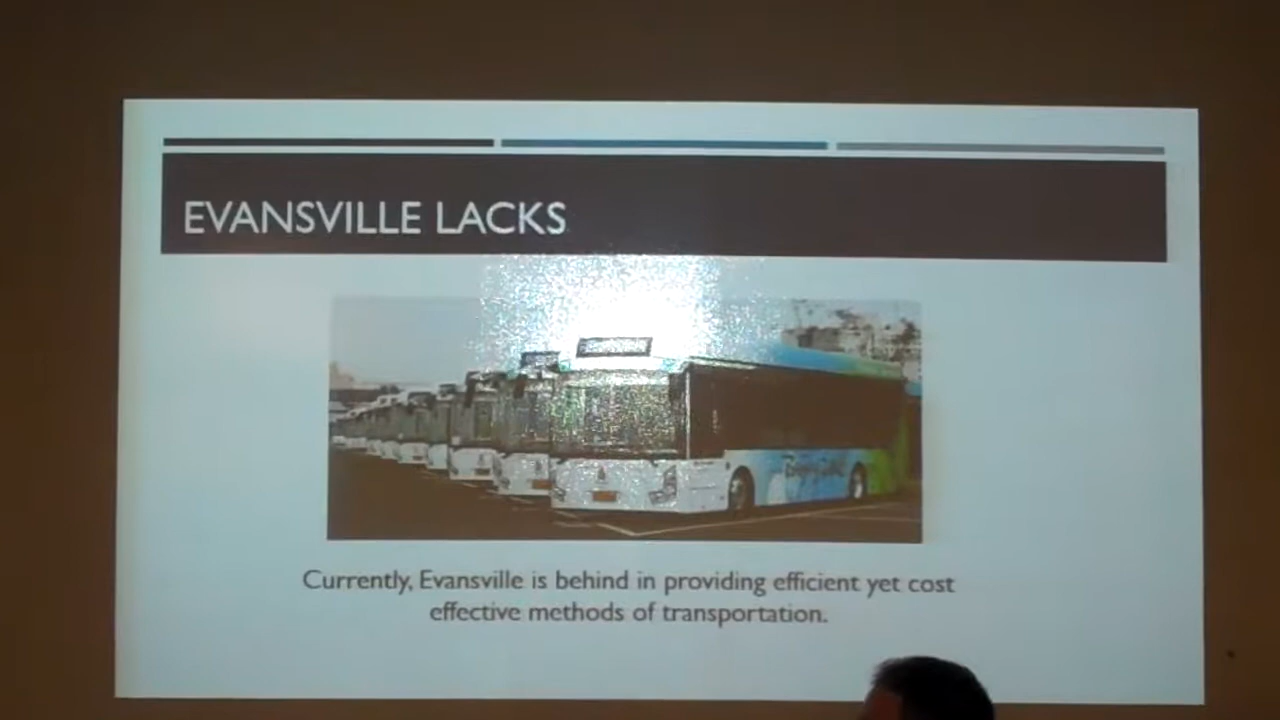 EVANSVILLE LACKS
Currently, Evansville is behind in providing efficient yet cost
effective methods of transportation.